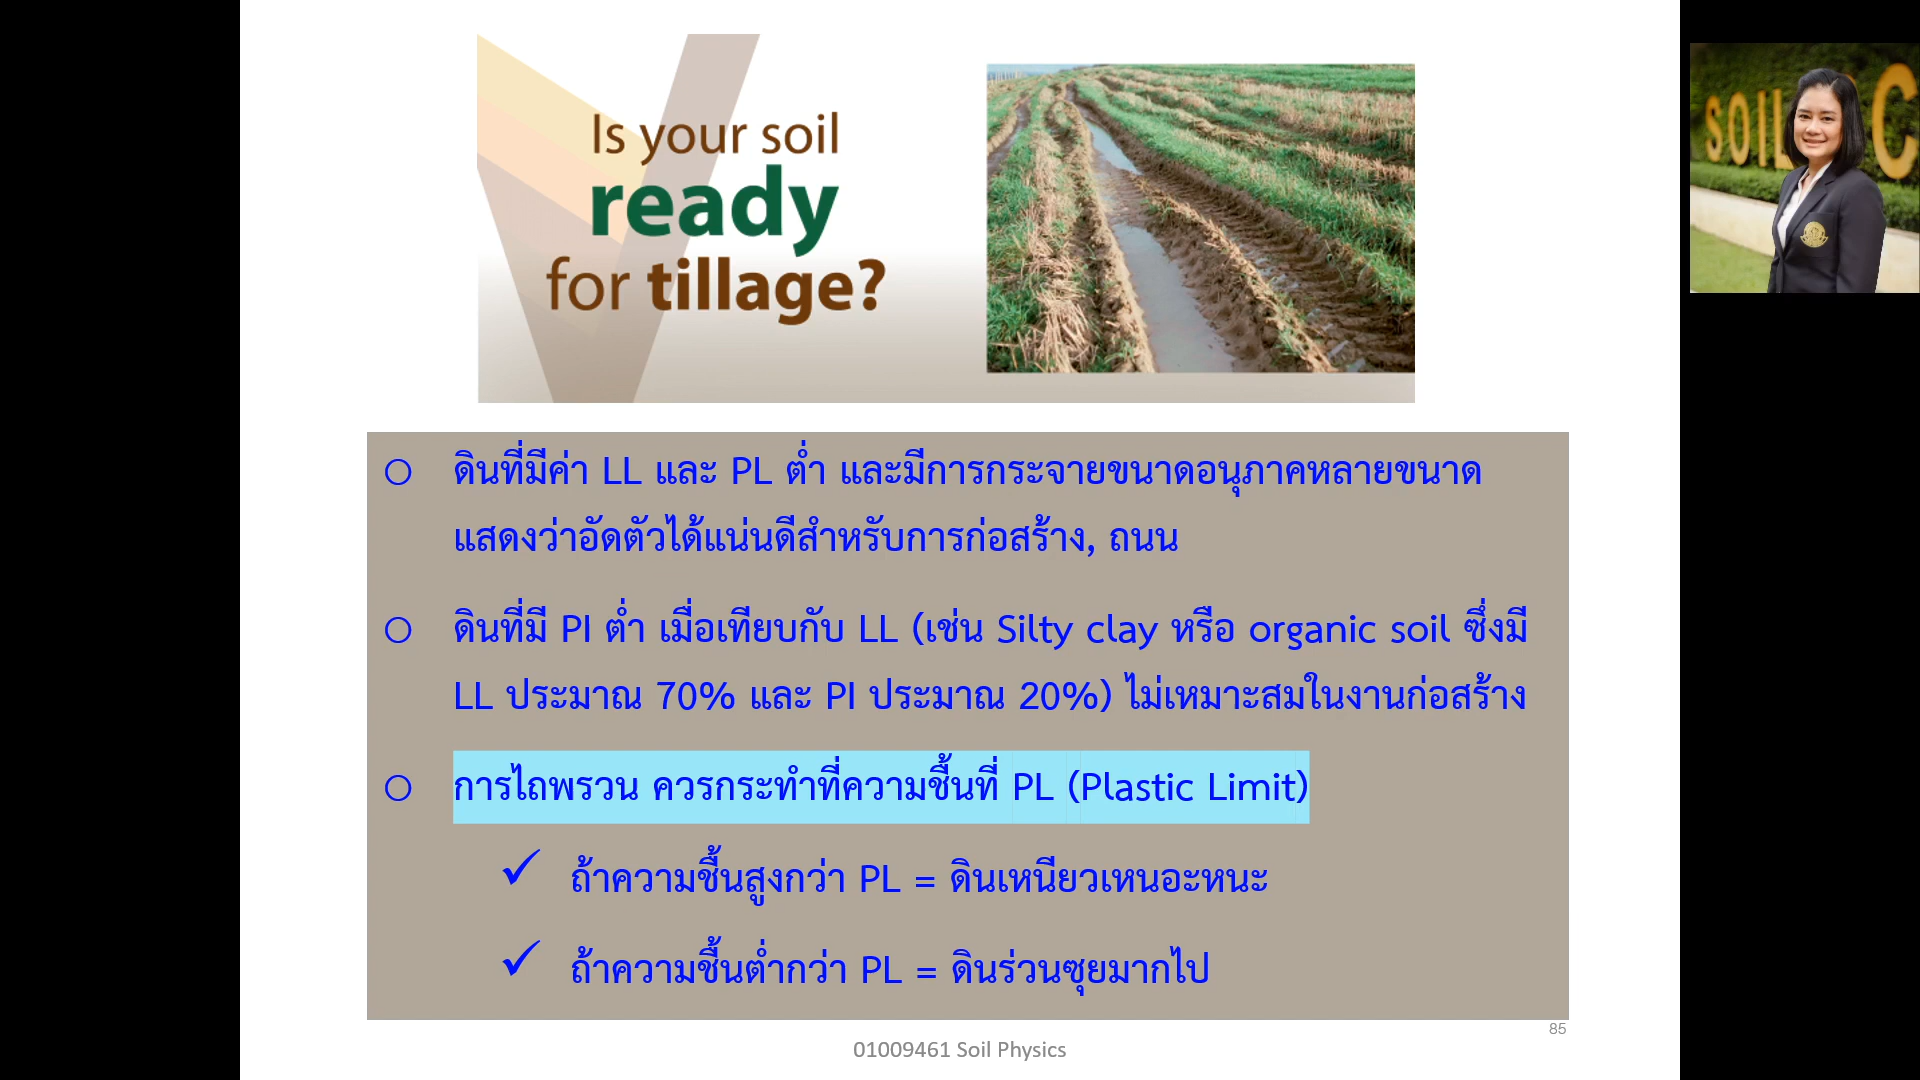 Is your soil
ready
for tillage?
SOIL C
○ ดินที่มีค่า LL และ PL ต่ำ และมีการกระจายขนาดอนุภาคหลายขนาด
แสดงว่าอัดตัวได้แน่นดีสำหรับการก่อสร้าง, ถนน
○ ดินที่มี PI ต่ำ เมื่อเทียบกับ LL (เช่น Silty clay หรือ organic soil ซึ่งมี
LL ประมาณ 70% และ PI ประมาณ 20%) ไม่เหมาะสมในงานก่อสร้าง
○ การไถพรวน ควรกระทำที่ความชื้นที่ PL (Plastic Limit)
✓ ถ้าความชื้นสูงกว่า PL = ดินเหนียวเหนอะหนะ
✓ ถ้าความชื้นต่ำกว่า PL = ดินร่วนซุยมากไป
85
01009461 Soil Physics